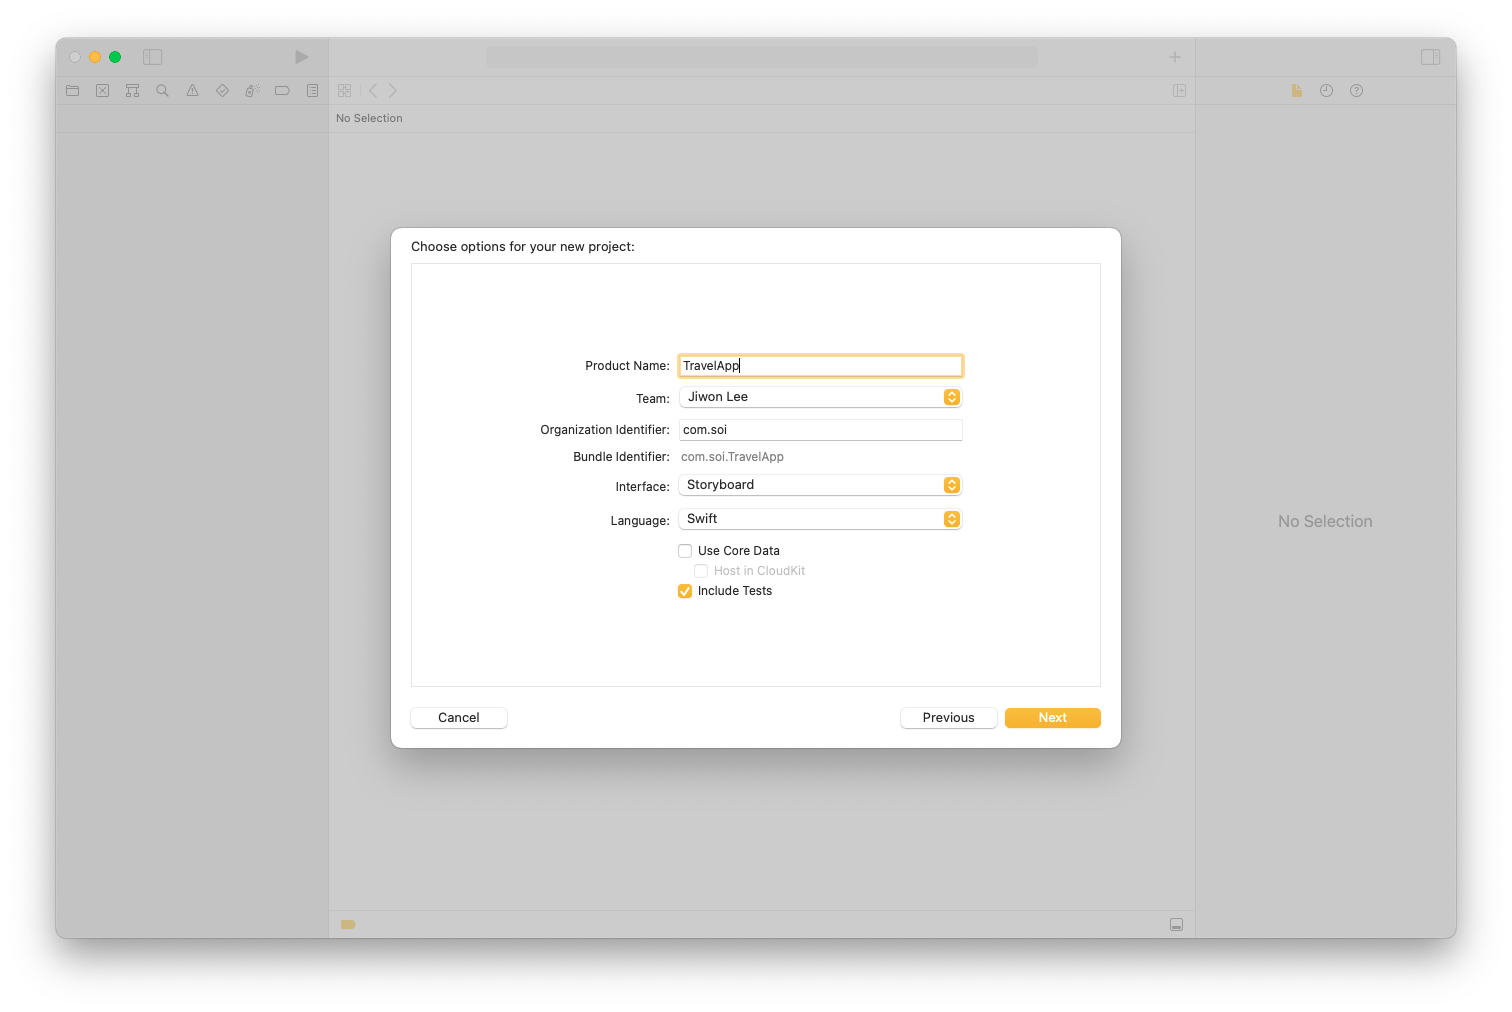 No Selection
Choose options for your new project:
Product Name: TravelApp
Team: Jiwon Lee
Organization Identifier: com.soi
Bundle Identifier: com.soi.TravelApp
Interface: Storyboard
Language: Swift
Use Core Data
Host in CloudKit
Include Tests
No Selection
Cancel Previous Next